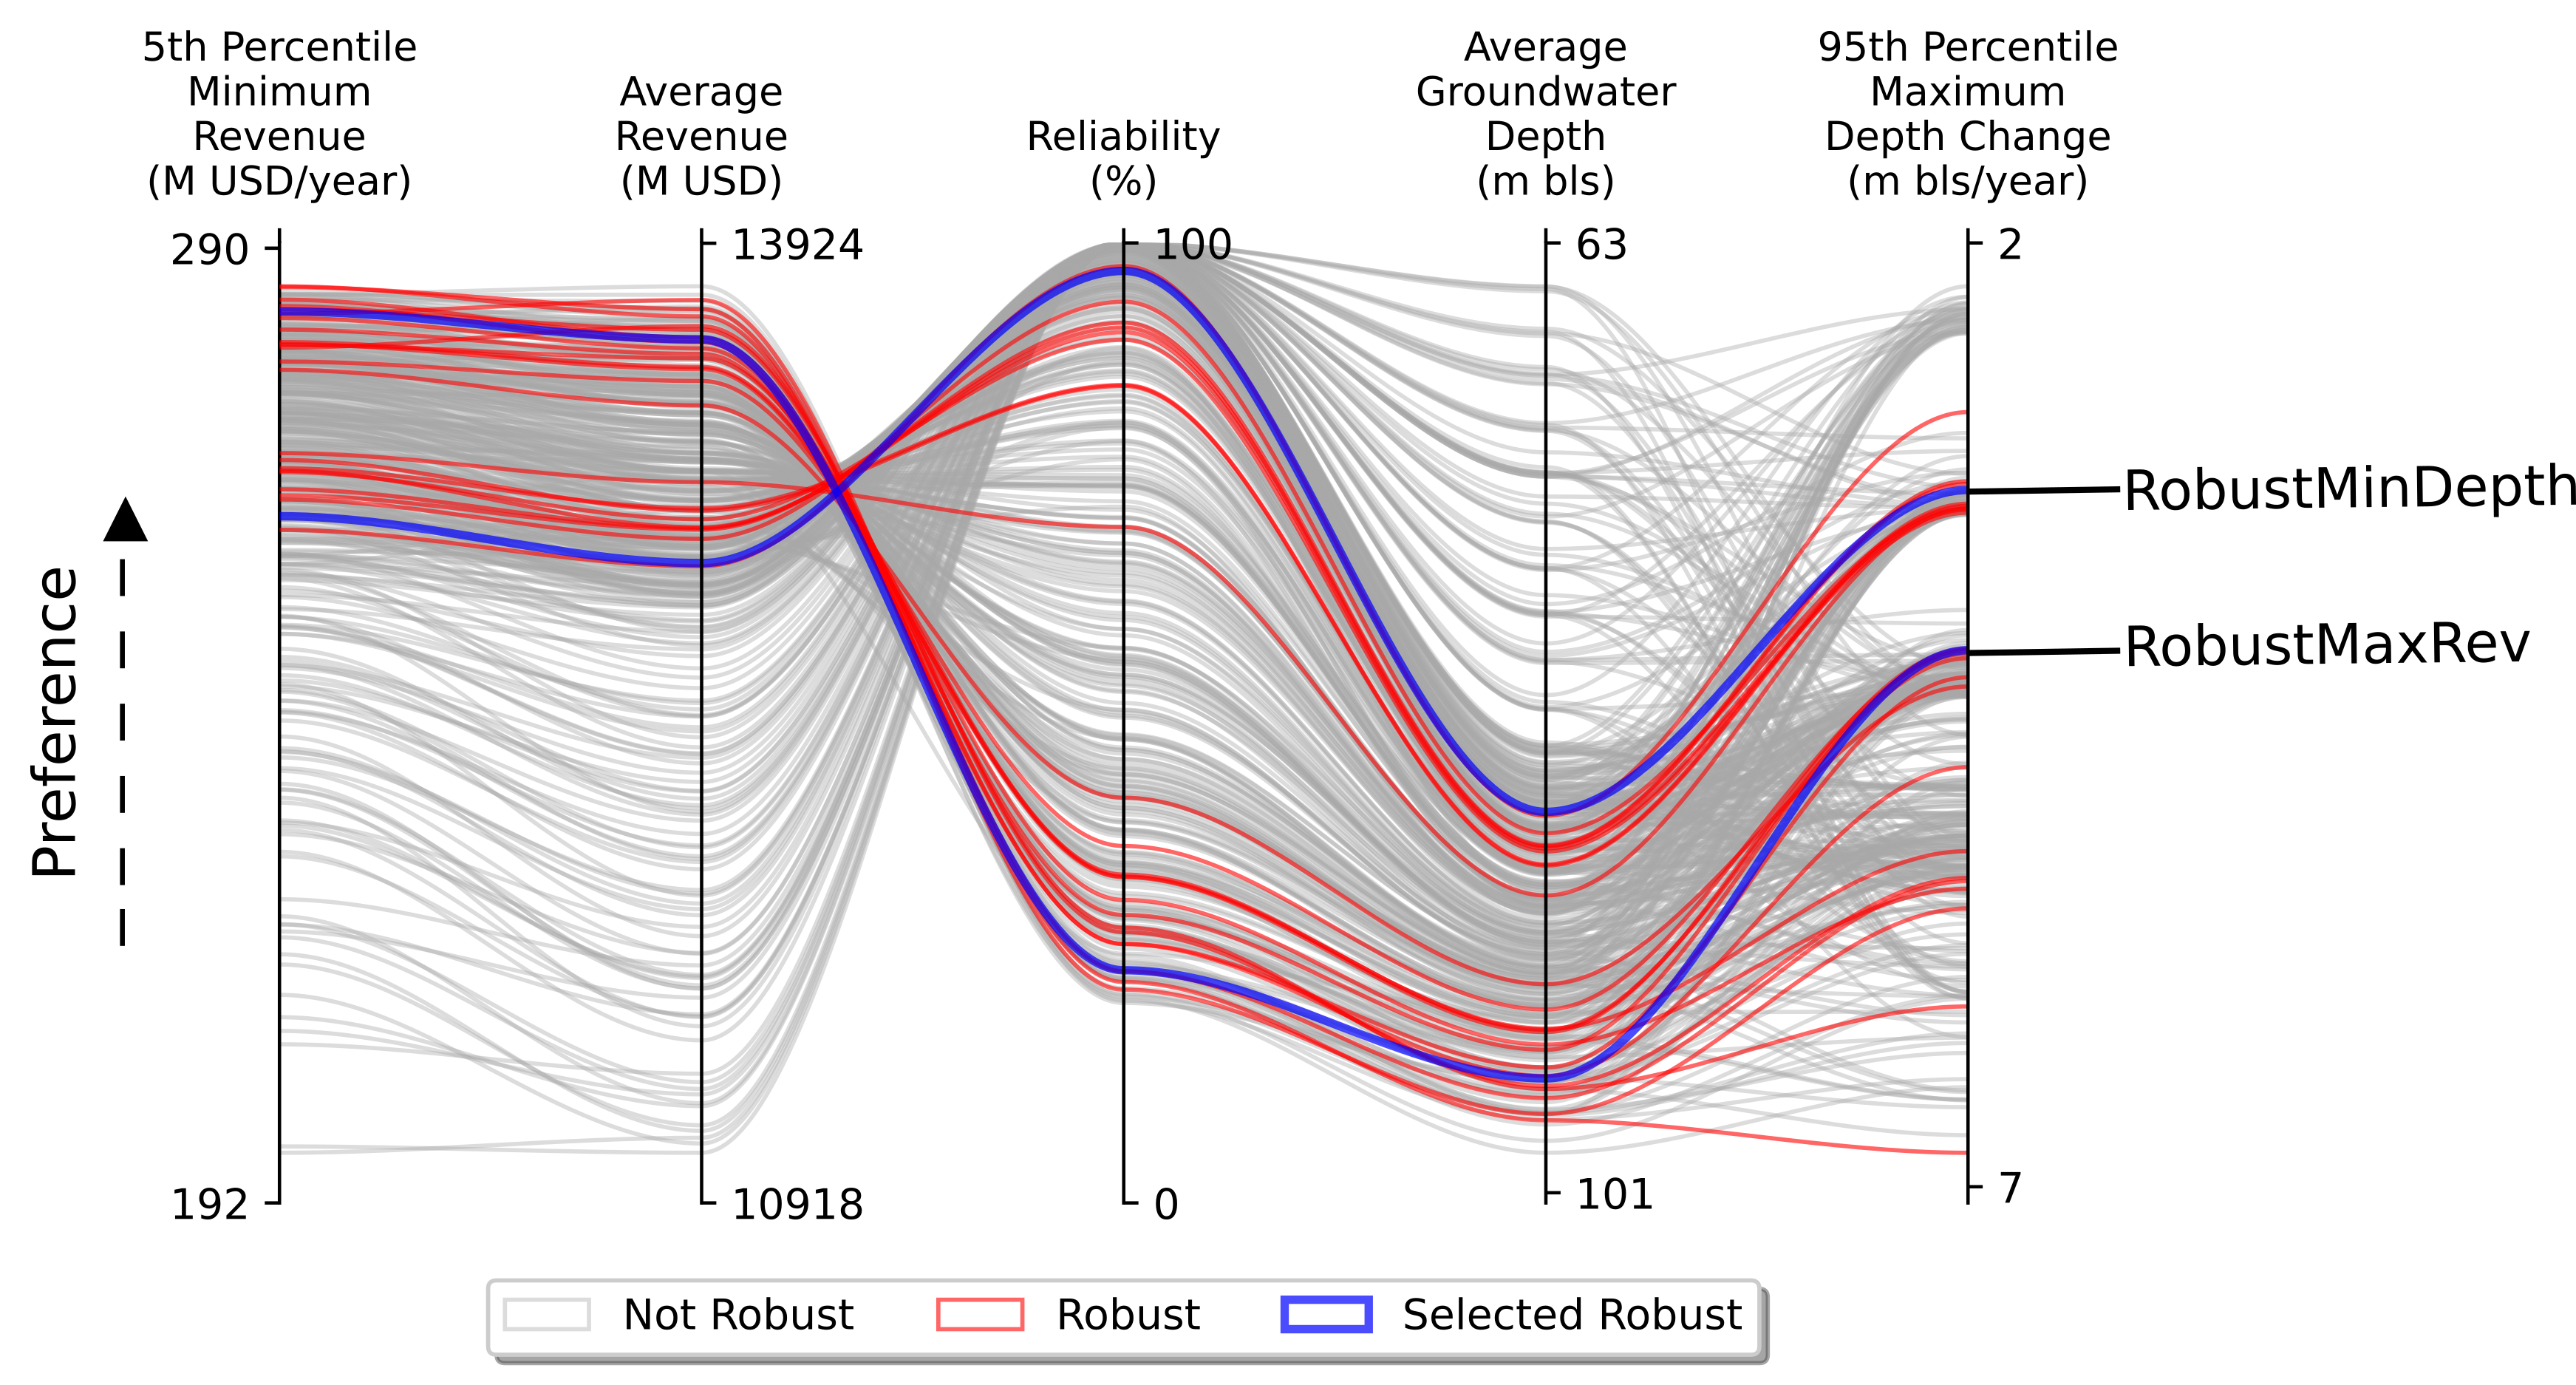 5th Percentile
Minimum
Revenue
(M USD/year)
Average
Revenue
(M USD)
Reliability
(%)
Average
Groundwater
Depth
(m bls)
95th Percentile
Maximum
Depth Change
(m bls/year)
290
13924
100
63
2
RobustMinDepth
RobustMaxRev
Preference
192
10918
0
101
7
Not Robust
Robust
Selected Robust